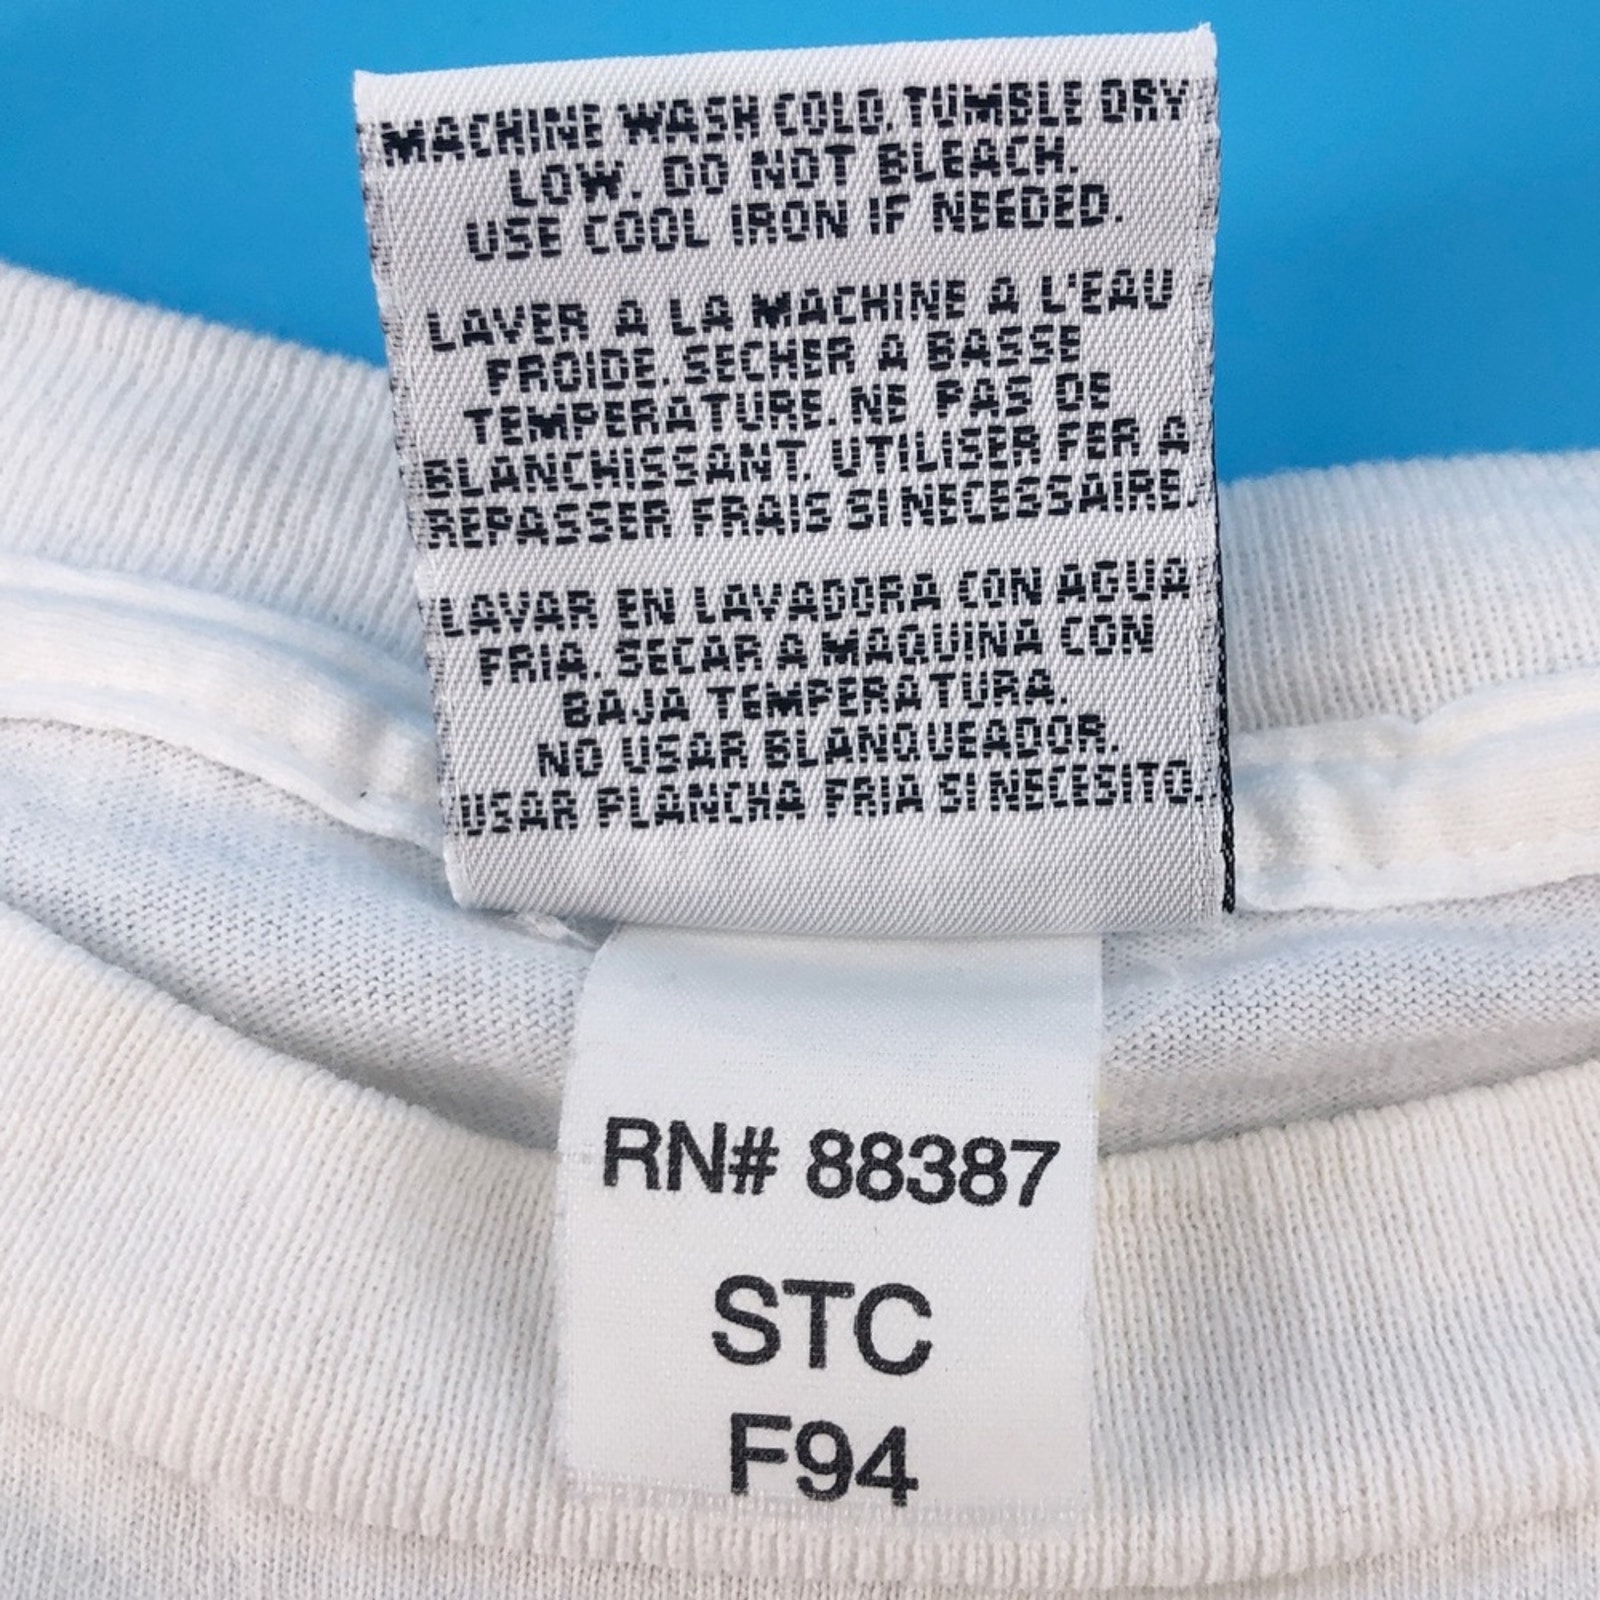 MACHINE WASH COLD. TUMBLE DRY
LOW. DO NOT BLEACH.
USE COOL IRON IF NEEDED.
LAVER A LA MACHINE A L'EAU
FROIDE. SECHER A BASSE
TEMPERATURE. NE PAS DE
BLANCHISSANT. UTILISER FER A
REPASSER FRAIS SI NECESSAIRE.
LAVAR EN LAVADORA CON AGUA
FRIA. SECAR A MAQUINA CON
BAJA TEMPERATURA.
NO USAR BLANQUEADOR.
USAR PLANCHA FRIA SI NECESITO.
RN# 88387
STC
F94